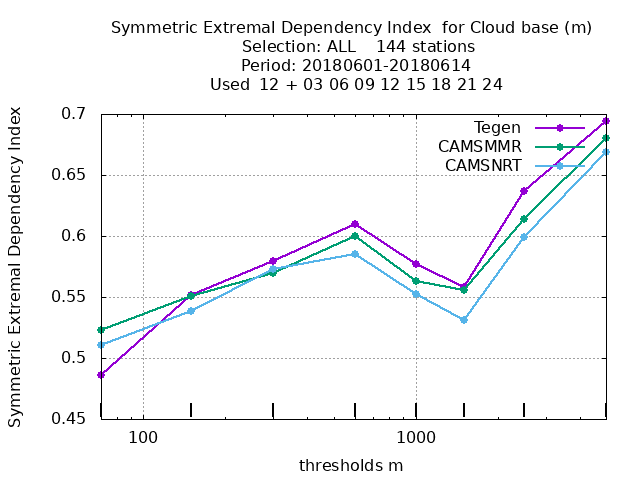 Symmetric Extremal Dependency Index  for Cloud base (m)
Selection: ALL    144 stations
Period: 20180601-20180614
Used  12 + 03 06 09 12 15 18 21 24
Symmetric Extremal Dependency Index
0.7
0.65
0.6
0.55
0.5
0.45
Tegen
CAMSMMR
CAMSNRT
100
1000
thresholds m